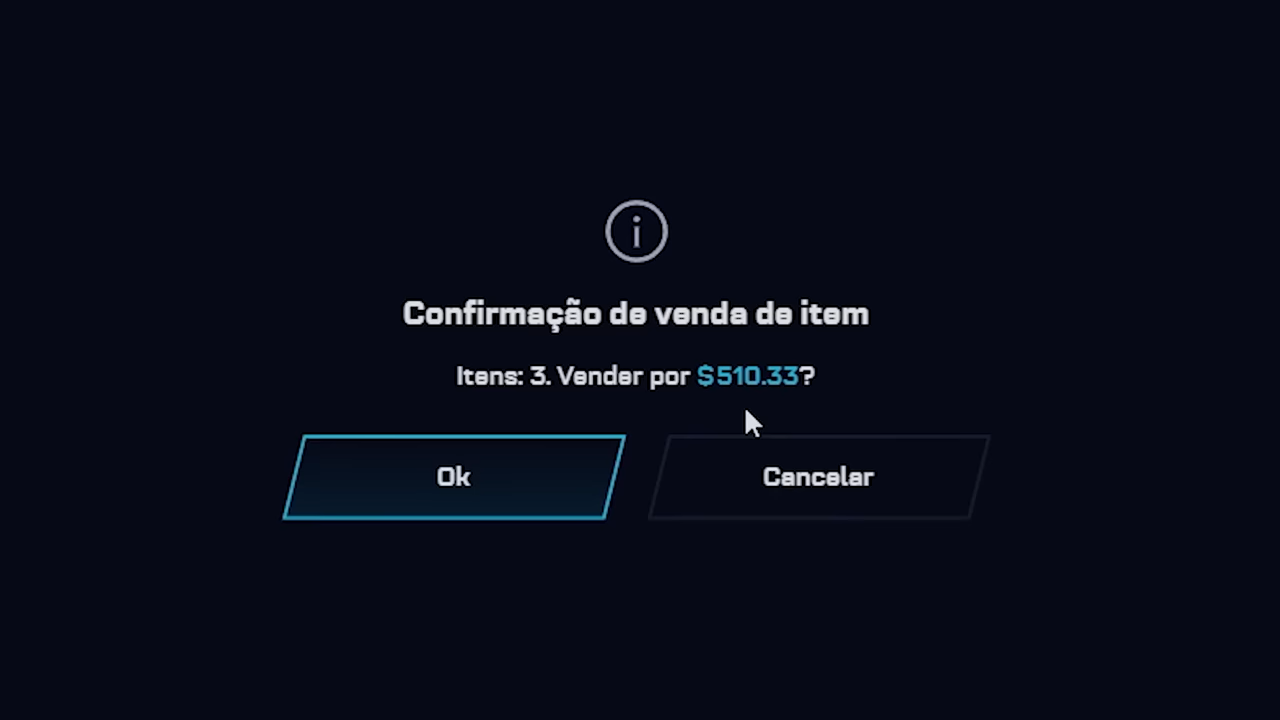 Confirmação de venda de item
Itens: 3. Vender por $510.33?
Ok
Cancelar